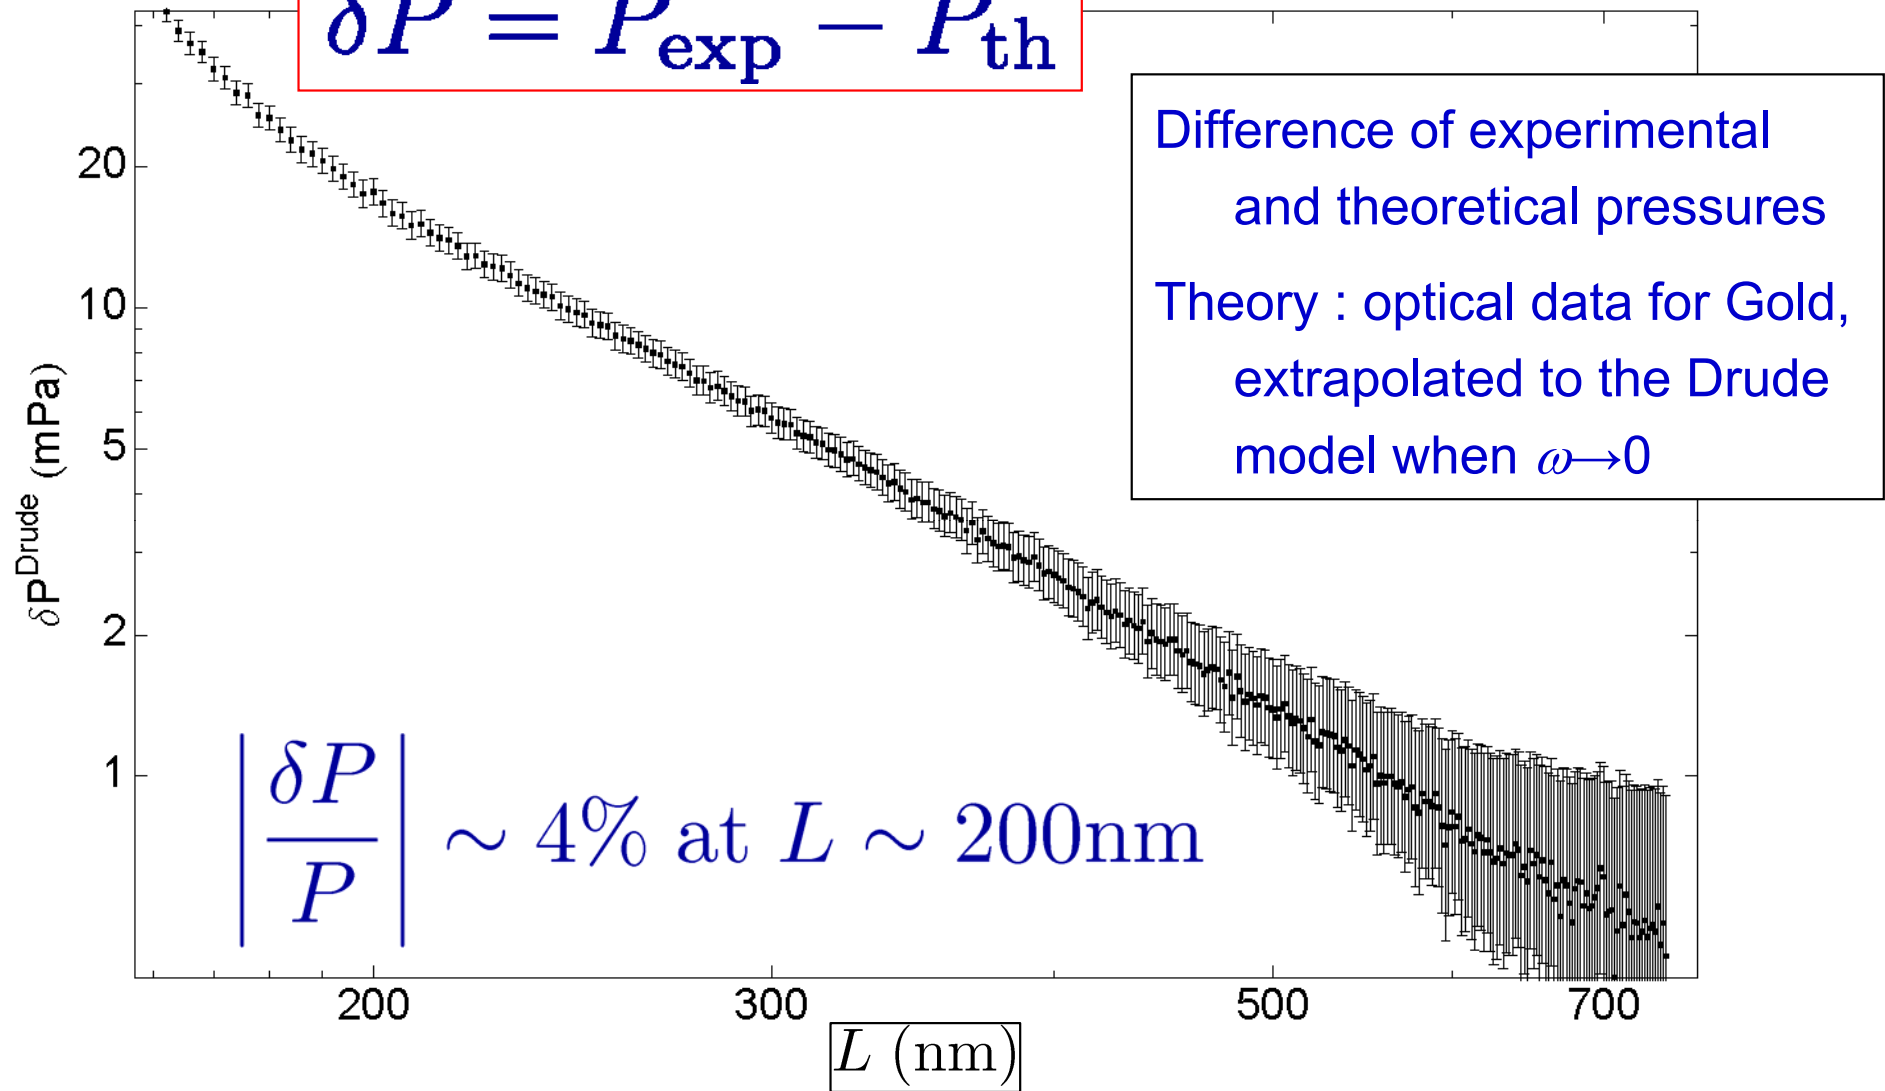 δP = P_exp − P_th
Difference of experimental
and theoretical pressures
Theory : optical data for Gold,
extrapolated to the Drude
model when ω→0
20
10
5
2
1
δP^Drude (mPa)
|δP/P| ∼ 4% at L ∼ 200nm
200 300 500 700
L (nm)